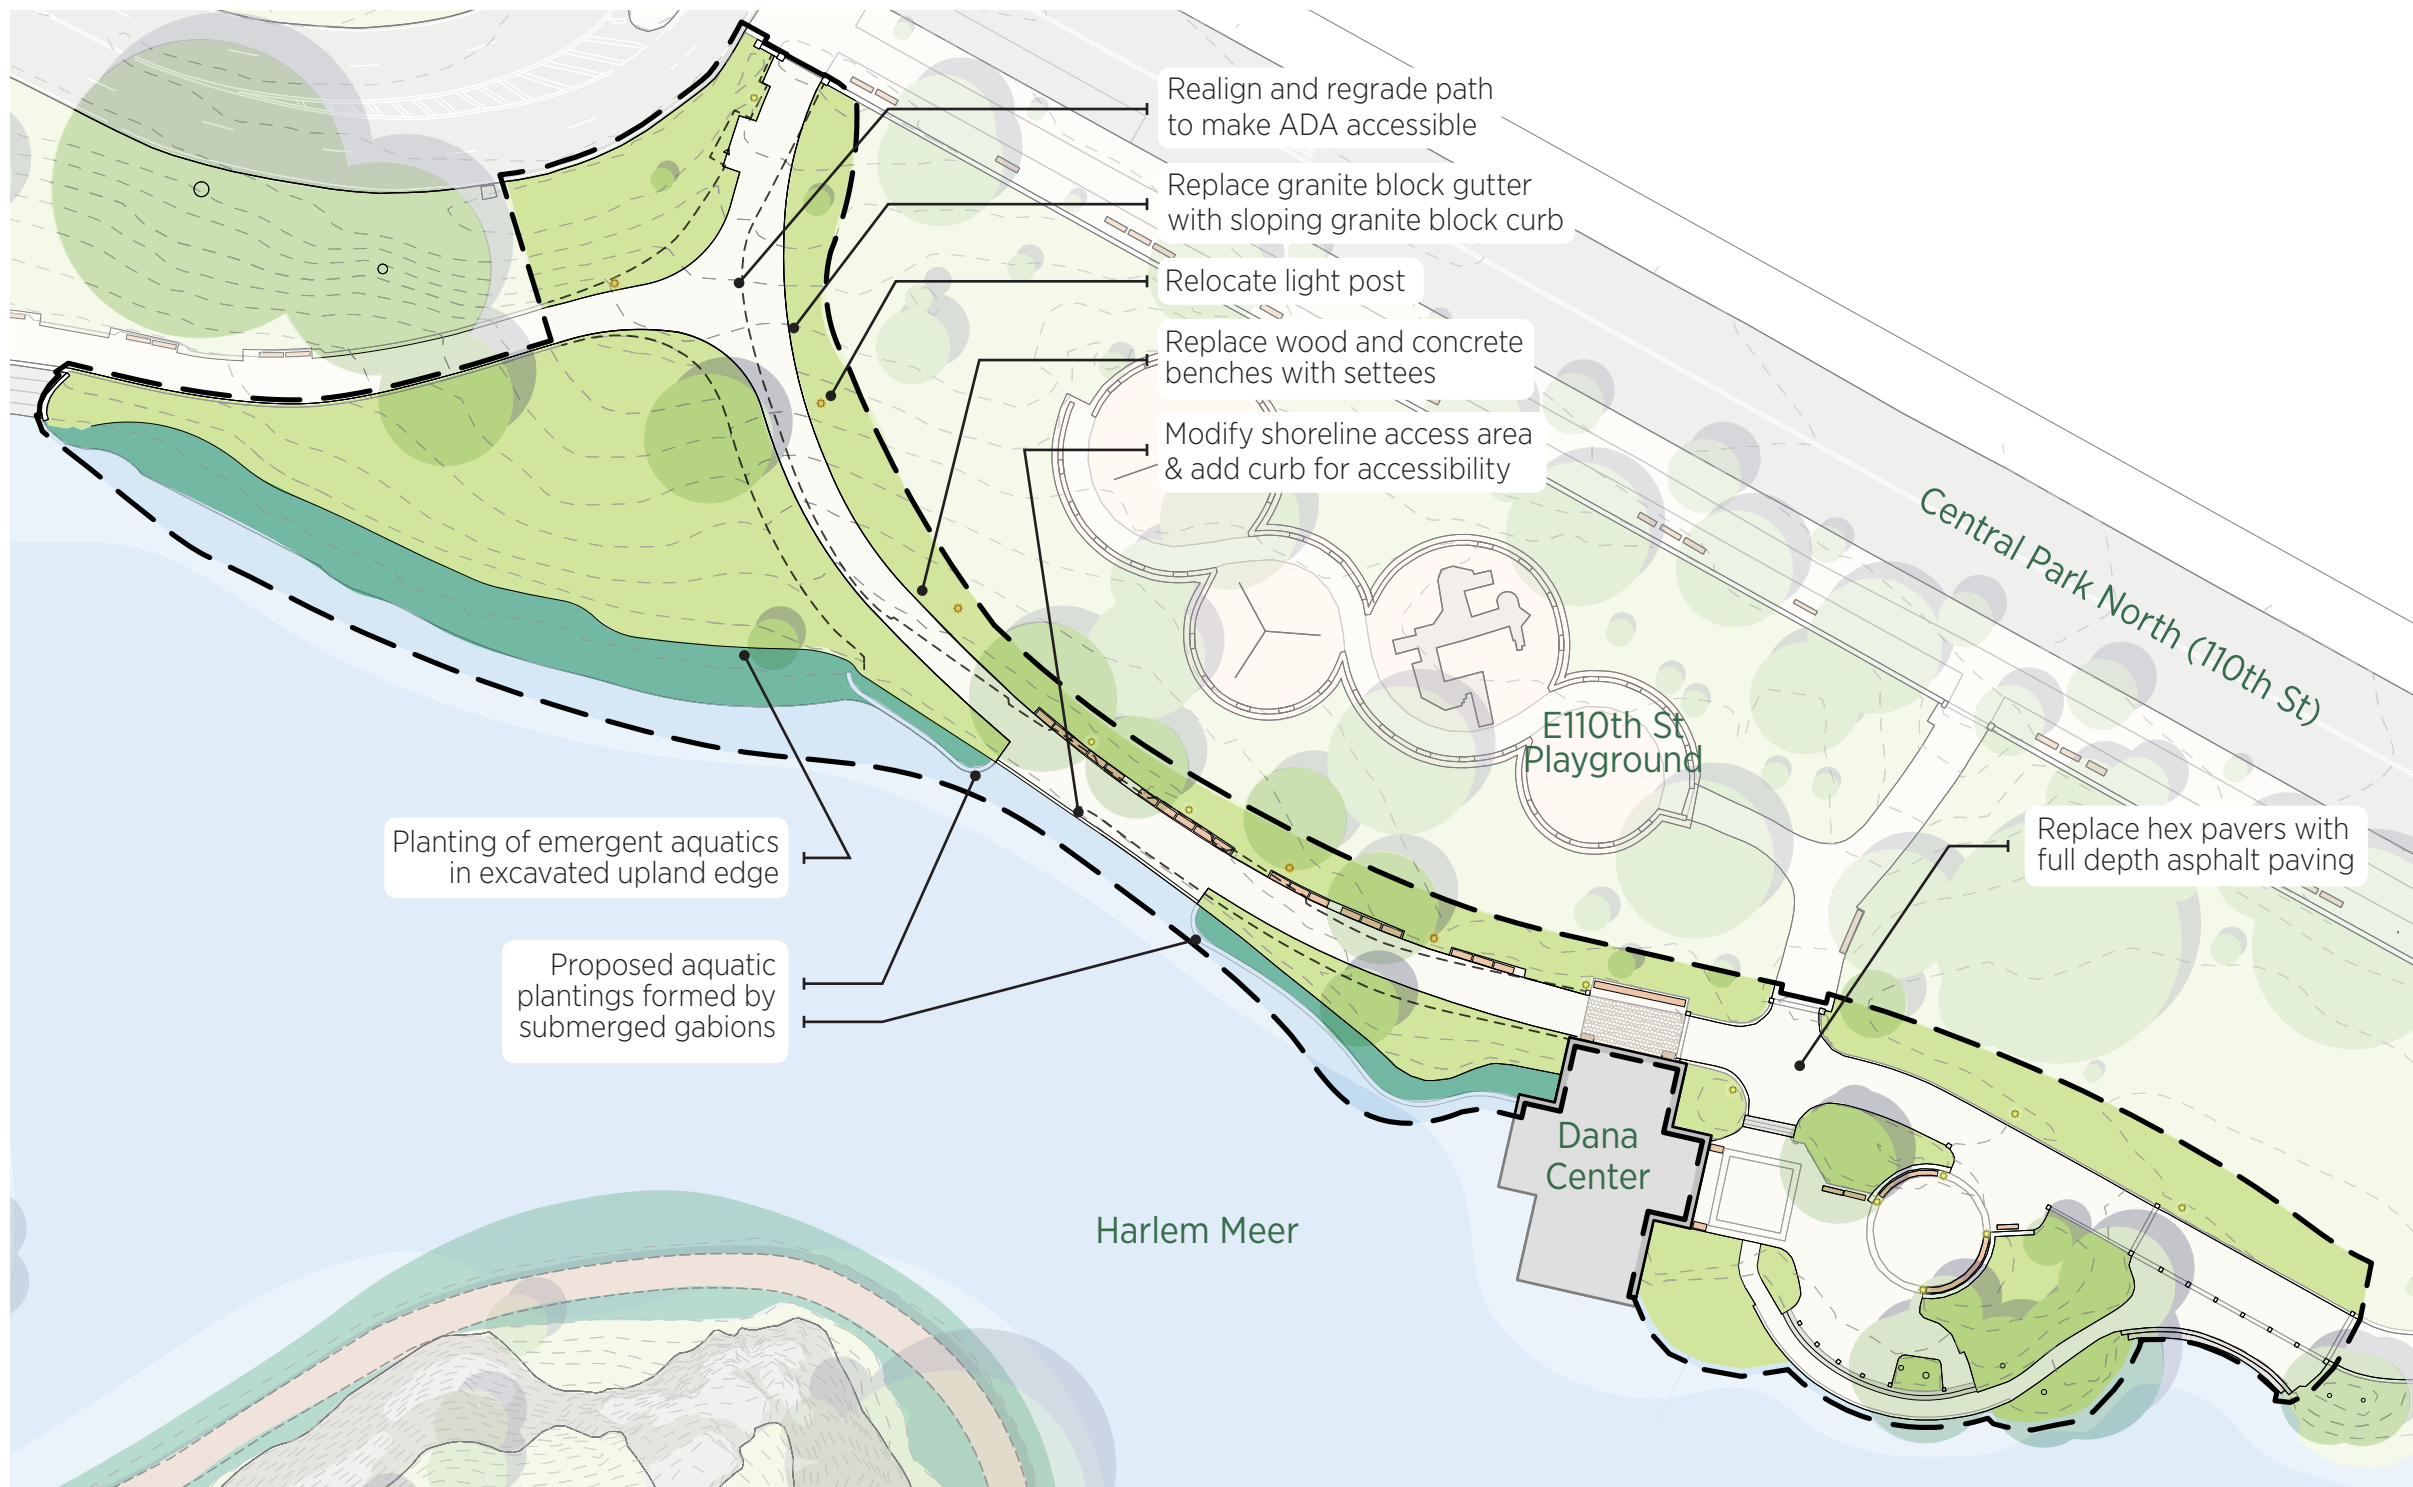 Realign and regrade path
to make ADA accessible
Replace granite block gutter
with sloping granite block curb
Relocate light post
Replace wood and concrete
benches with settees
Modify shoreline access area
& add curb for accessibility
Central Park North (110th St)
E110th St
Playground
Replace hex pavers with
full depth asphalt paving
Planting of emergent aquatics
in excavated upland edge
Proposed aquatic
plantings formed by
submerged gabions
Dana
Center
Harlem Meer